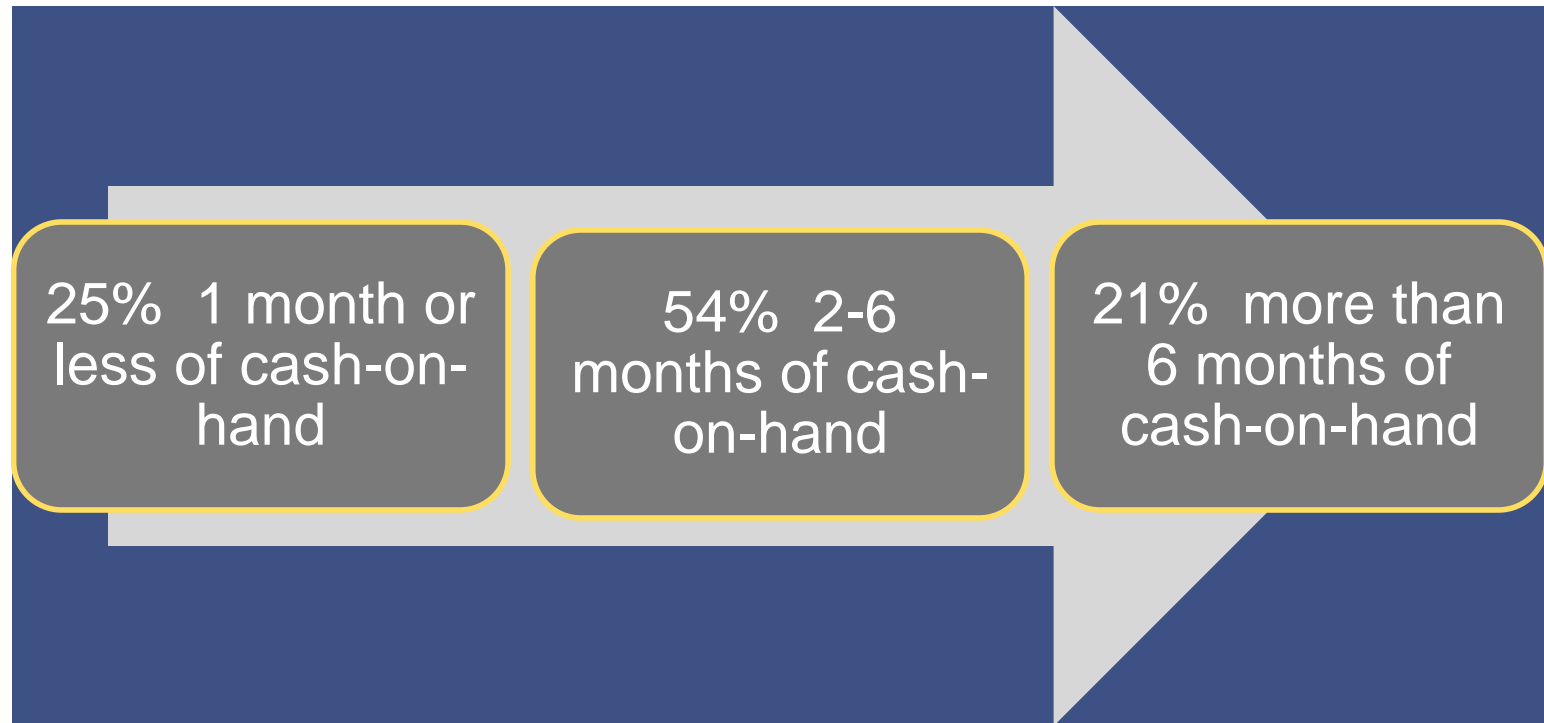 25%  1 month or
less of cash-on-
hand
54%  2-6
months of cash-
on-hand
21%  more than
6 months of
cash-on-hand